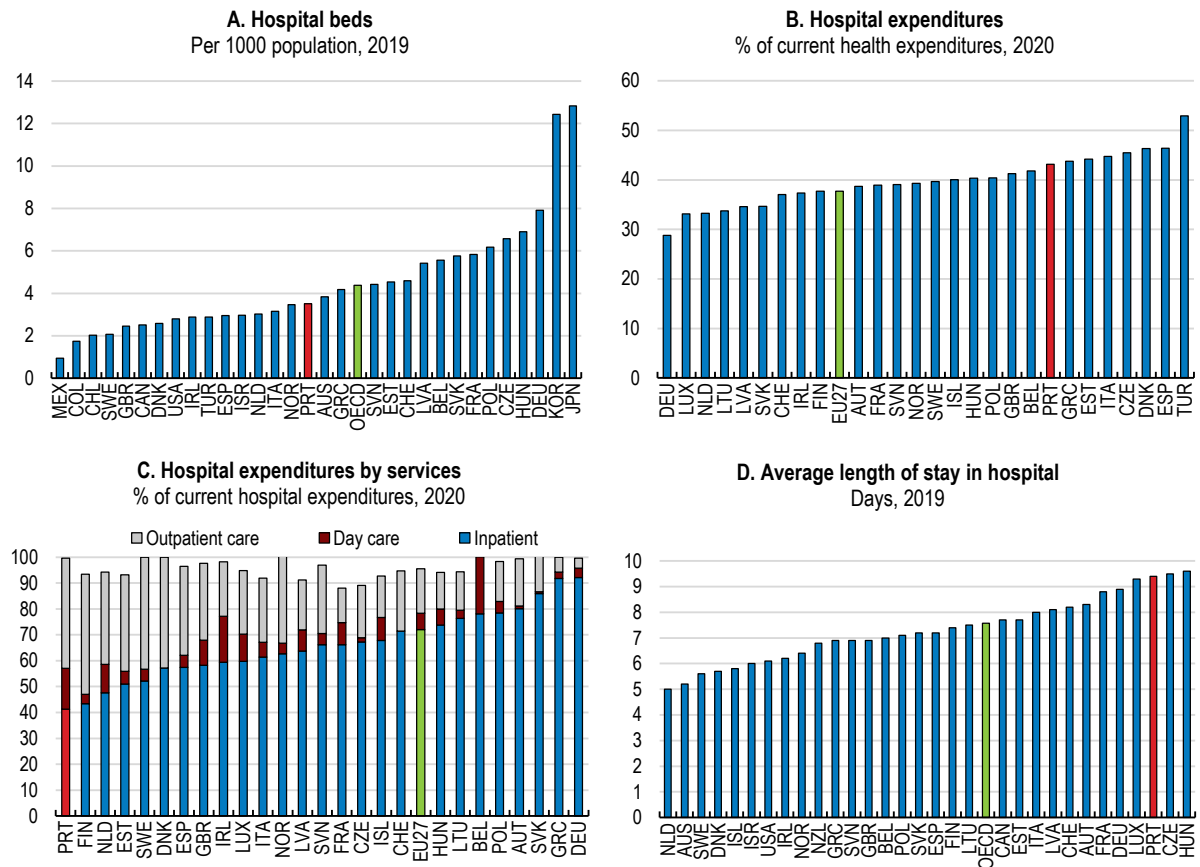 A. Hospital beds
Per 1000 population, 2019
14
12
10
8
6
4
2
0
MEX COL CHL SWE GBR CAN DNK USA IRL TUR ESP ISR NLD ITA NOR PRT AUS GRC OECD SVN EST CHE LVA BEL SVK FRA POL CZE HUN DEU KOR JPN
B. Hospital expenditures
% of current health expenditures, 2020
60
50
40
30
20
10
0
DEU LUX NLD LTU LVA SVK CHE IRL FIN EU27 AUT FRA SVN NOR SWE ISL HUN POL GBR BEL PRT GRC EST ITA CZE DNK ESP TUR
C. Hospital expenditures by services
% of current hospital expenditures, 2020
Outpatient care Day care Inpatient
100
90
80
70
60
50
40
30
20
10
0
PRT FIN NLD EST SWE DNK ESP GBR IRL LUX ITA NOR LVA SVN FRA CZE ISL CHE EU27 HUN LTU BEL POL AUT SVK GRC DEU
D. Average length of stay in hospital
Days, 2019
10
9
8
7
6
5
4
3
2
1
0
NLD AUS SWE DNK ISL ISR USA IRL NOR NZL GRC SVN GBR BEL POL SVK ESP FIN LTU OECD CAN EST ITA LVA CHE AUT FRA DEU LUX PRT CZE HUN